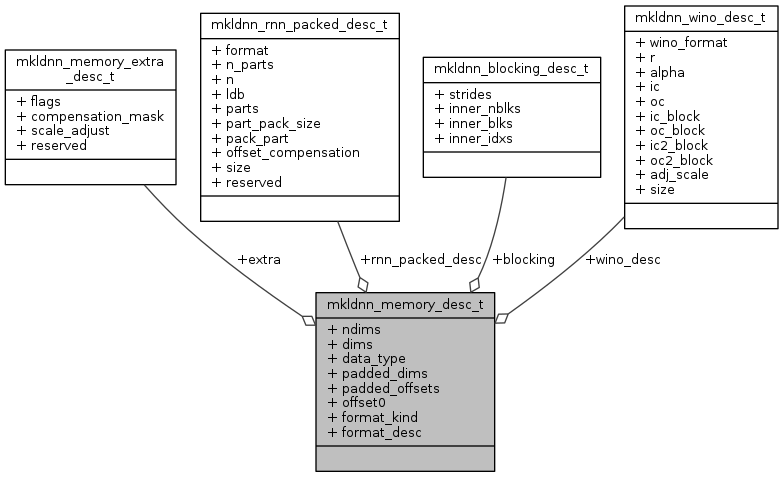 mkldnn_memory_extra
_desc_t
+ flags
+ compensation_mask
+ scale_adjust
+ reserved
mkldnn_rnn_packed_desc_t
+ format
+ n_parts
+ n
+ ldb
+ parts
+ part_pack_size
+ pack_part
+ offset_compensation
+ size
+ reserved
mkldnn_blocking_desc_t
+ strides
+ inner_nblks
+ inner_blks
+ inner_idxs
mkldnn_wino_desc_t
+ wino_format
+ r
+ alpha
+ ic
+ oc
+ ic_block
+ oc_block
+ ic2_block
+ oc2_block
+ adj_scale
+ size
+extra
+rnn_packed_desc
+blocking
+wino_desc
mkldnn_memory_desc_t
+ ndims
+ dims
+ data_type
+ padded_dims
+ padded_offsets
+ offset0
+ format_kind
+ format_desc